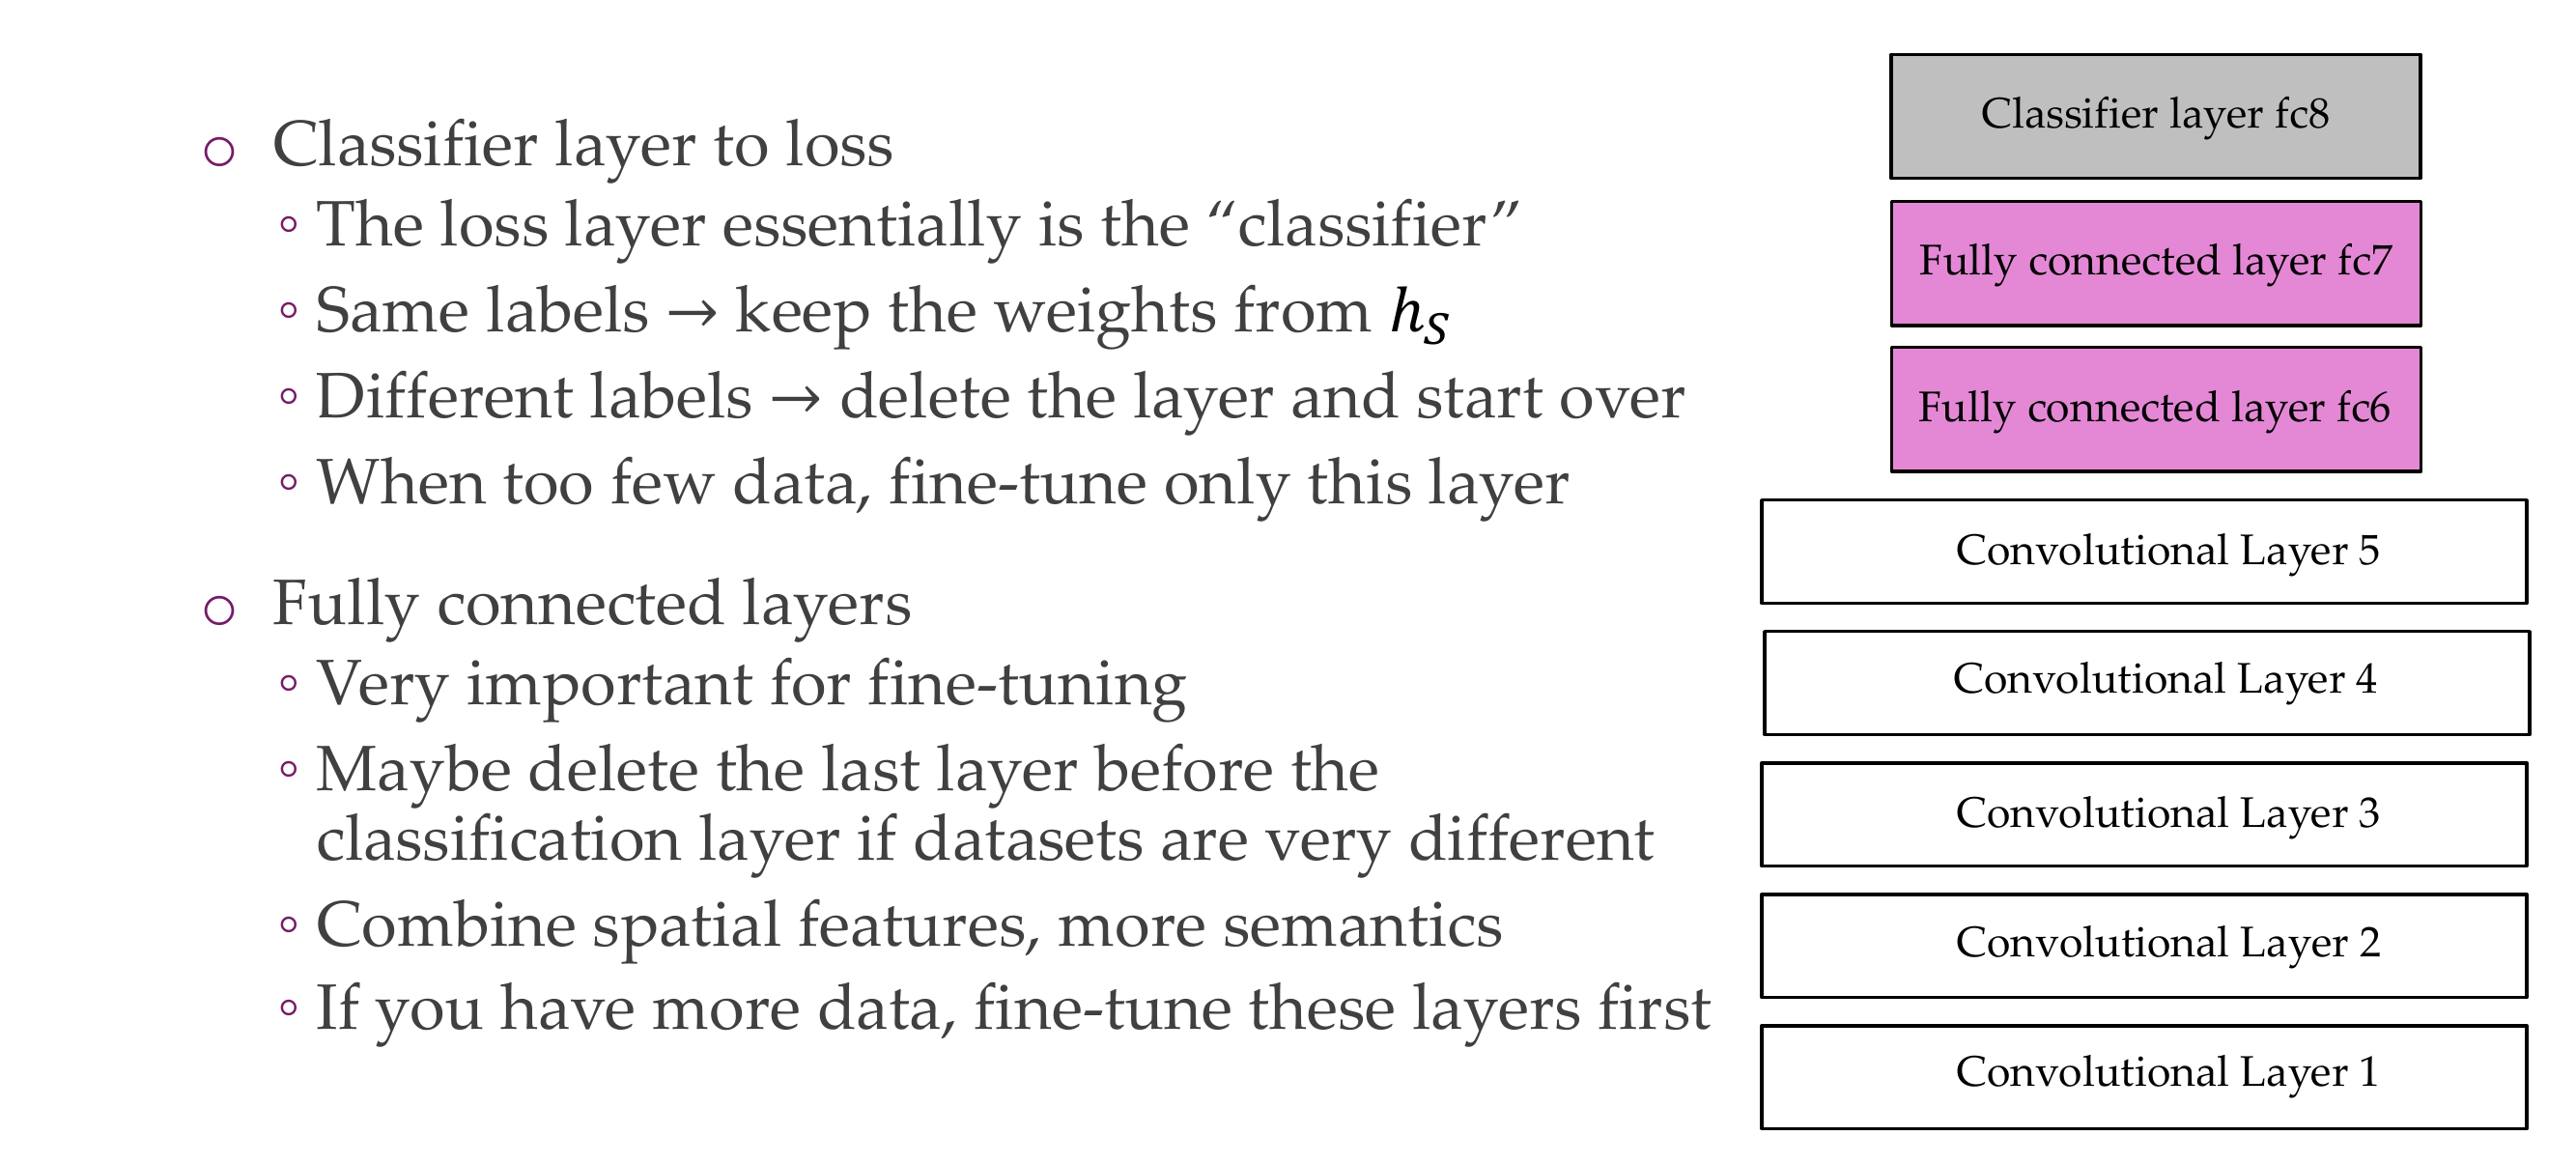 Classifier layer to loss
The loss layer essentially is the “classifier”
Same labels → keep the weights from h_S
Different labels → delete the layer and start over
When too few data, fine-tune only this layer
Fully connected layers
Very important for fine-tuning
Maybe delete the last layer before the
classification layer if datasets are very different
Combine spatial features, more semantics
If you have more data, fine-tune these layers first
Classifier layer fc8
Fully connected layer fc7
Fully connected layer fc6
Convolutional Layer 5
Convolutional Layer 4
Convolutional Layer 3
Convolutional Layer 2
Convolutional Layer 1